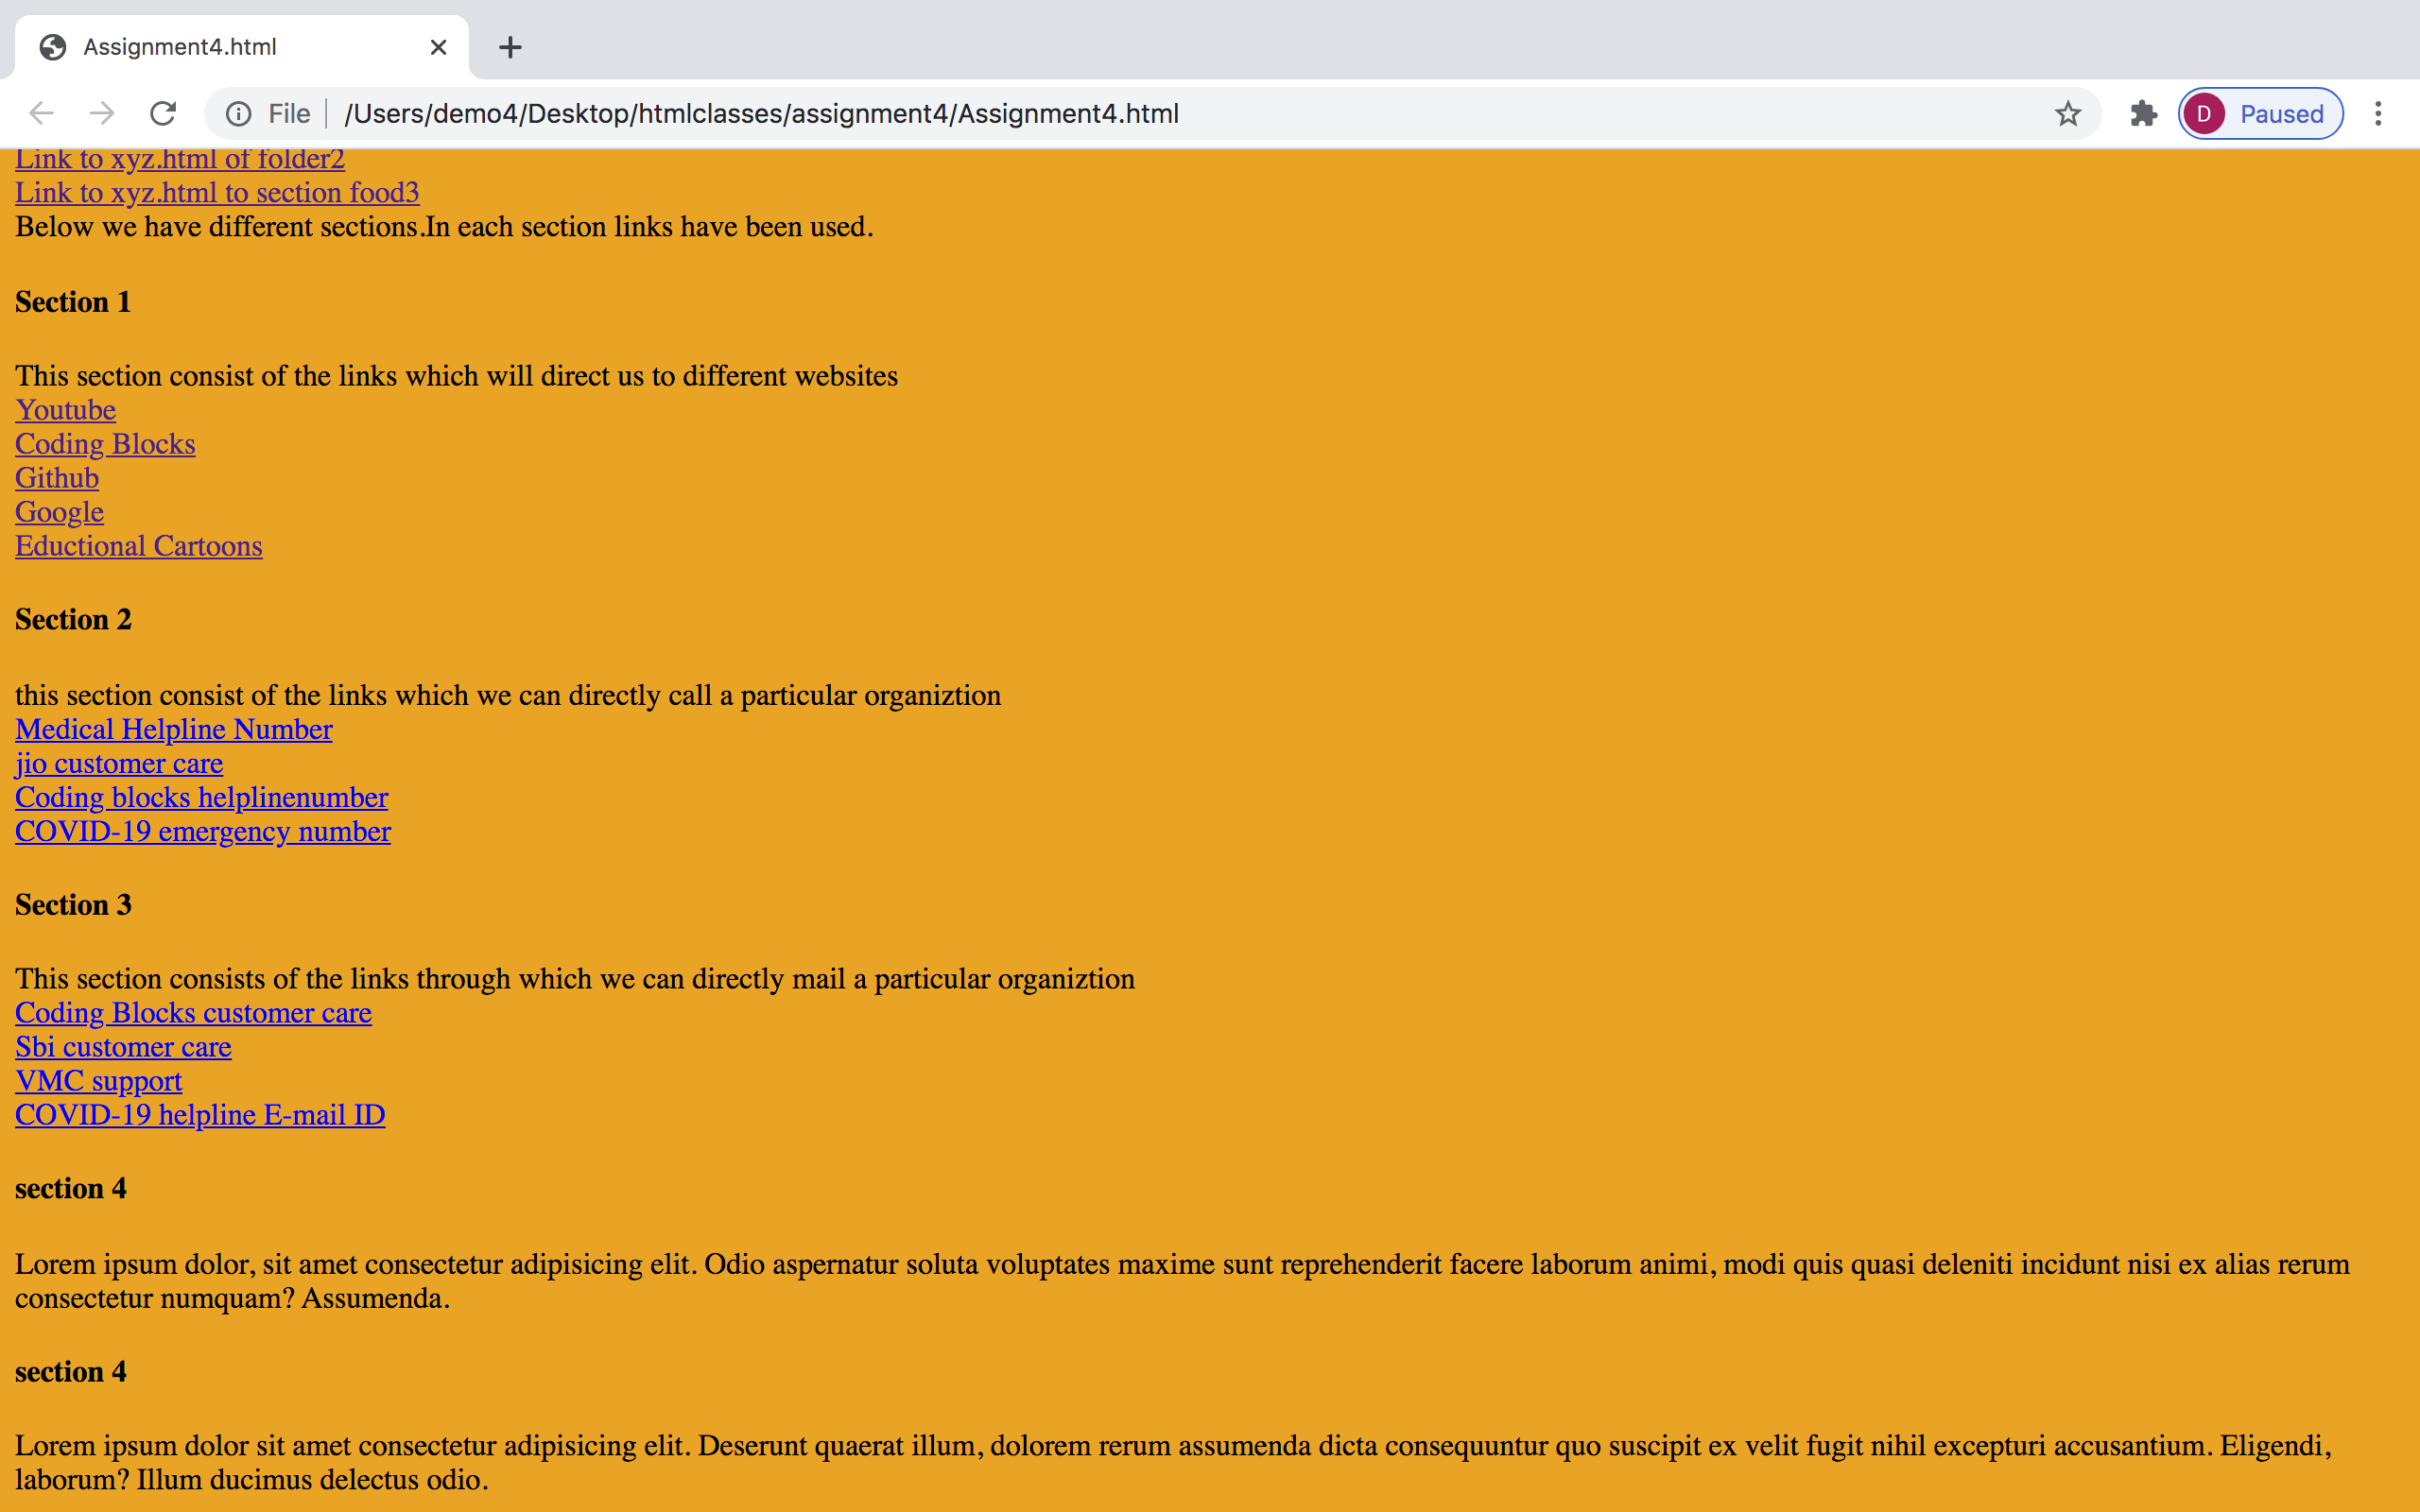 Assignment4.html
File /Users/demo4/Desktop/htmlclasses/assignment4/Assignment4.html
D Paused
Link to xyz.html of folder2
Link to xyz.html to section food3
Below we have different sections.In each section links have been used.
Section 1
This section consist of the links which will direct us to different websites
Youtube
Coding Blocks
Github
Google
Eductional Cartoons
Section 2
this section consist of the links which we can directly call a particular organiztion
Medical Helpline Number
jio customer care
Coding blocks helplinenumber
COVID-19 emergency number
Section 3
This section consists of the links through which we can directly mail a particular organiztion
Coding Blocks customer care
Sbi customer care
VMC support
COVID-19 helpline E-mail ID
section 4
Lorem ipsum dolor, sit amet consectetur adipisicing elit. Odio aspernatur soluta voluptates maxime sunt reprehenderit facere laborum animi, modi quis quasi deleniti incidunt nisi ex alias rerum
consectetur numquam? Assumenda.
section 4
Lorem ipsum dolor sit amet consectetur adipisicing elit. Deserunt quaerat illum, dolorem rerum assumenda dicta consequuntur quo suscipit ex velit fugit nihil excepturi accusantium. Eligendi,
laborum? Illum ducimus delectus odio.